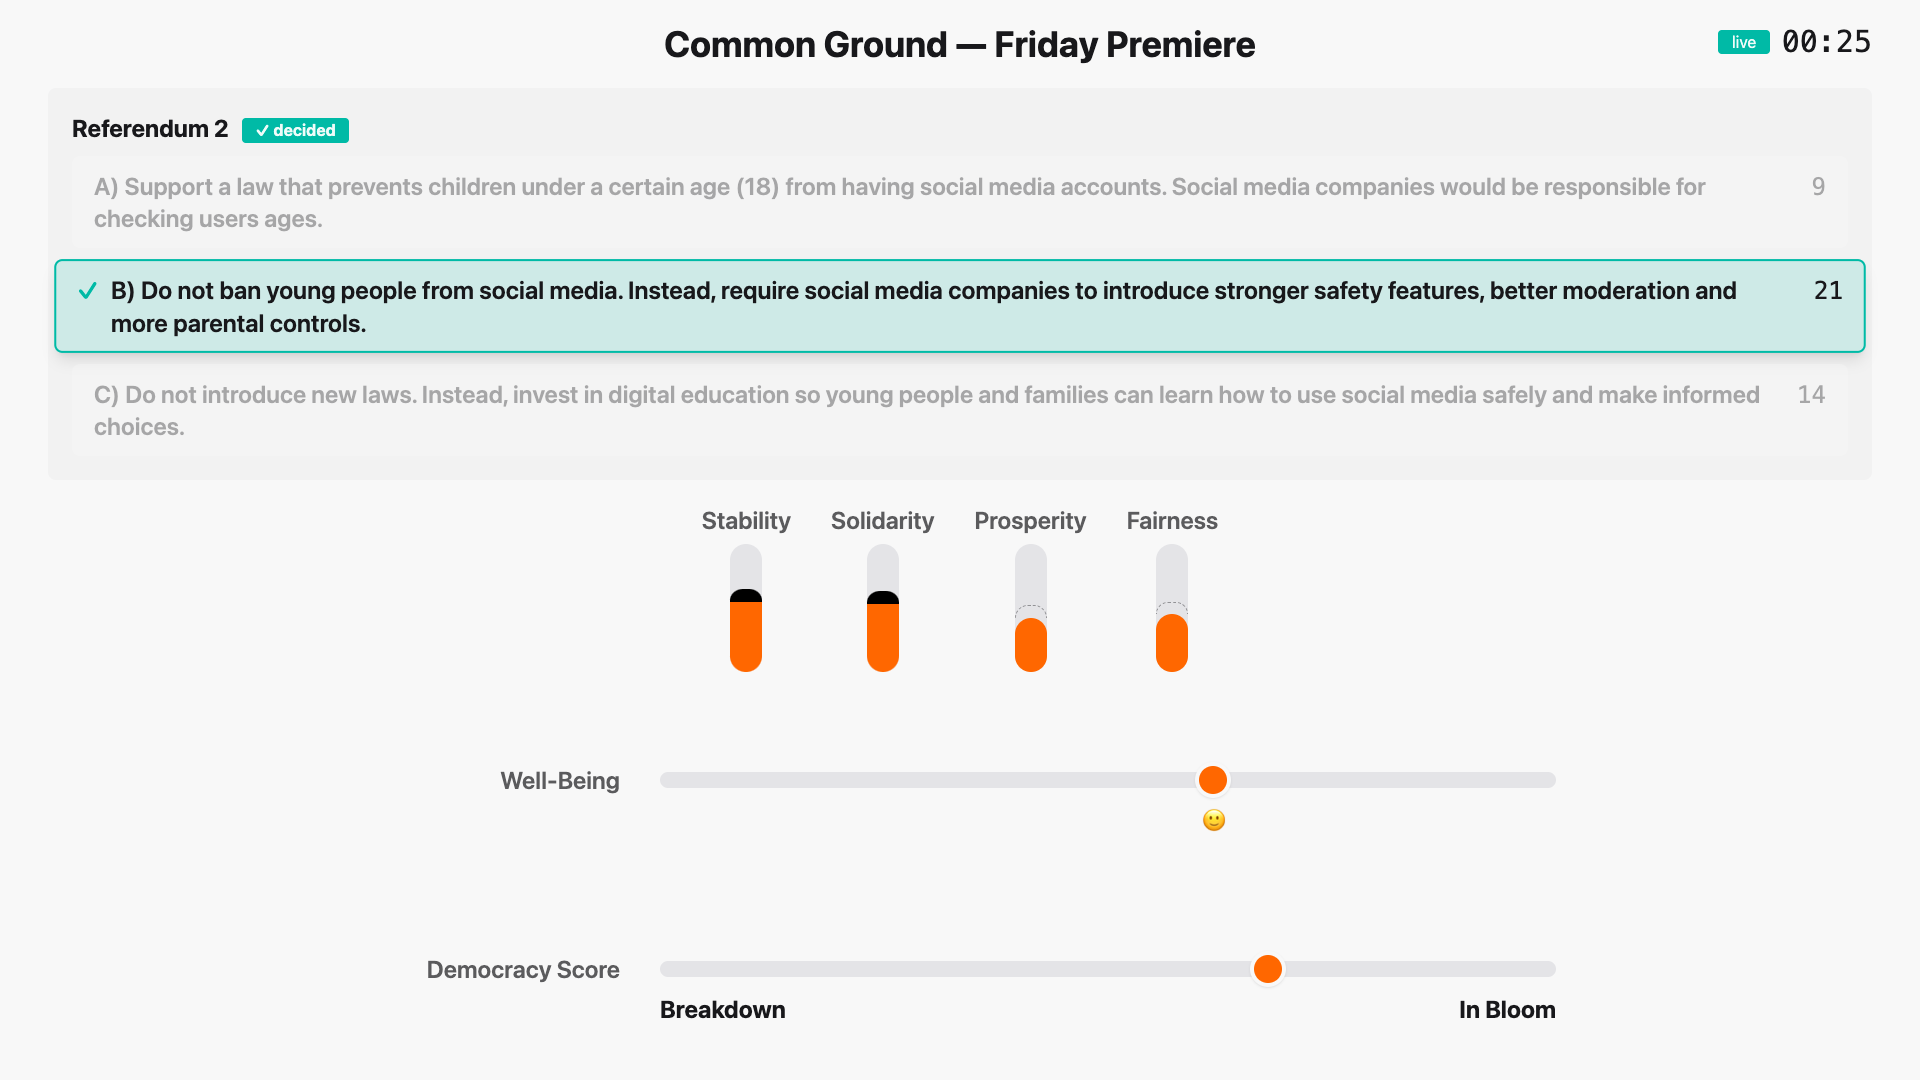 Common Ground — Friday Premiere
live 00:25
Referendum 2 ✓ decided
A) Support a law that prevents children under a certain age (18) from having social media accounts. Social media companies would be responsible for 9
checking users ages.
✓ B) Do not ban young people from social media. Instead, require social media companies to introduce stronger safety features, better moderation and 21
more parental controls.
C) Do not introduce new laws. Instead, invest in digital education so young people and families can learn how to use social media safely and make informed 14
choices.
Stability Solidarity Prosperity Fairness
Well-Being
Democracy Score
Breakdown In Bloom